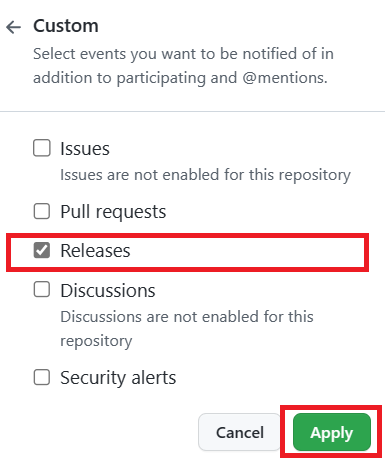 Custom
Select events you want to be notified of in
addition to participating and @mentions.
Issues
Issues are not enabled for this repository
Pull requests
Releases
Discussions
Discussions are not enabled for this
repository
Security alerts
Cancel
Apply